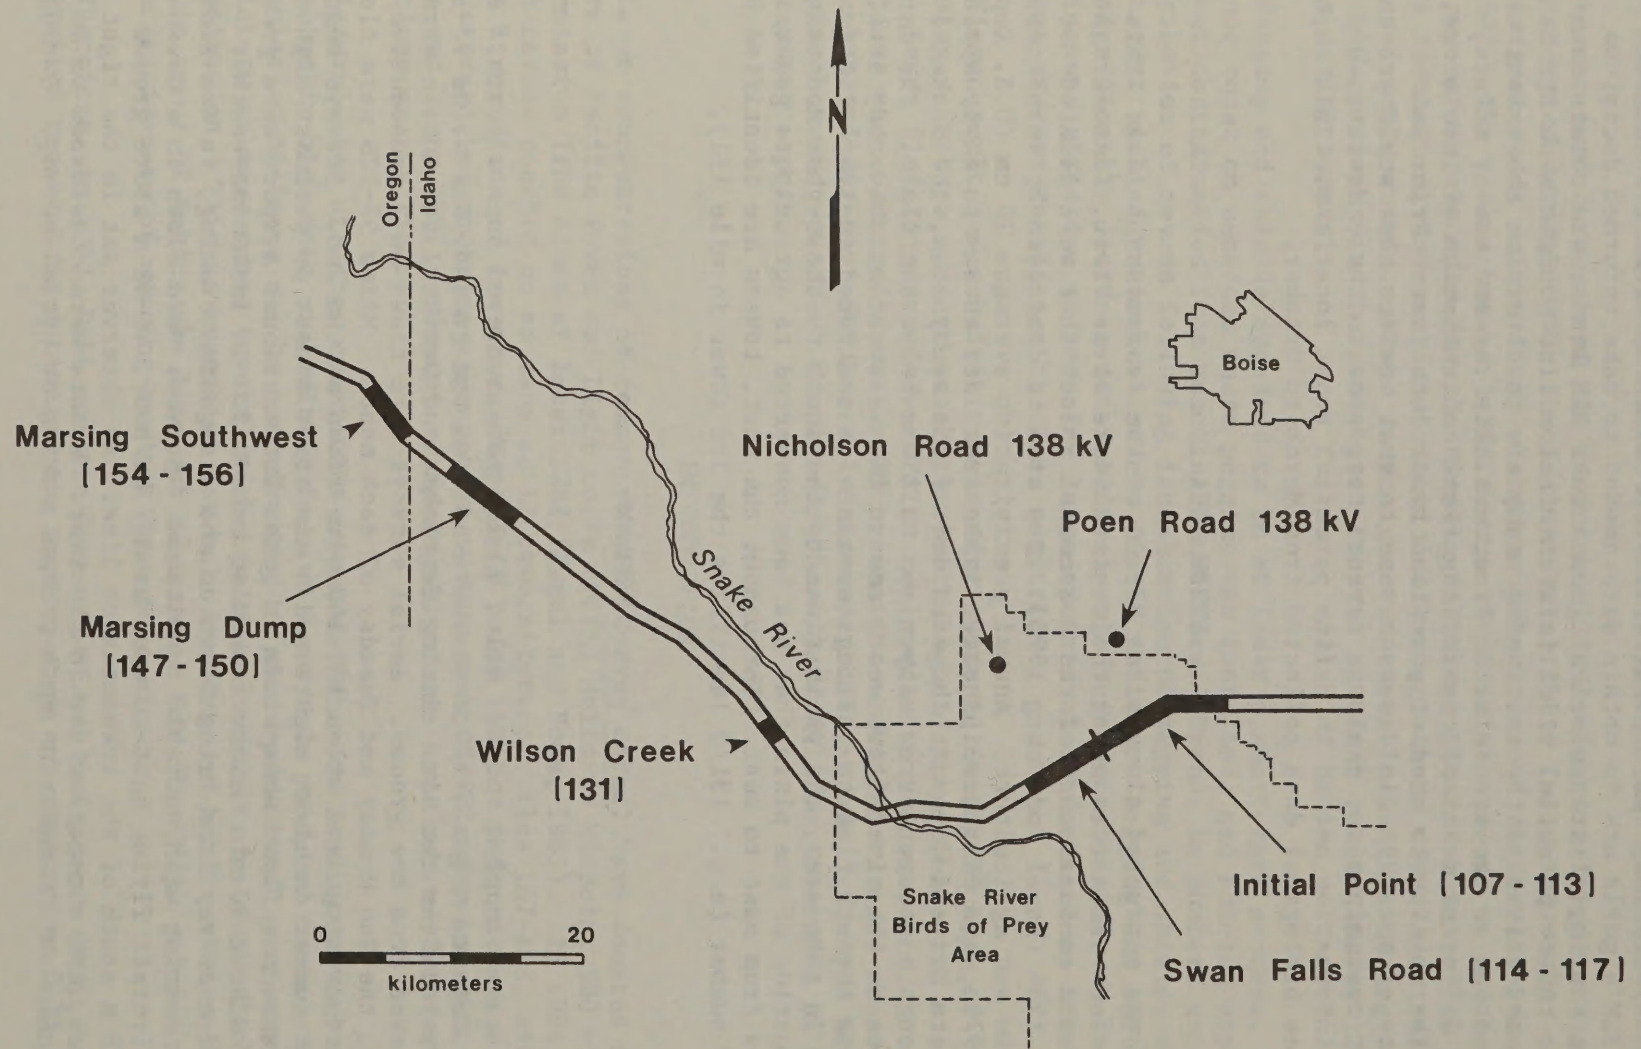 N
Oregon
Idaho
Boise
Marsing Southwest
(154 - 156)
Nicholson Road 138 kV
Poen Road 138 kV
Snake River
Marsing Dump
(147 - 150)
Wilson Creek
(131)
Initial Point (107 - 113)
Snake River
Birds of Prey
Area
Swan Falls Road (114 - 117)
0 20
kilometers